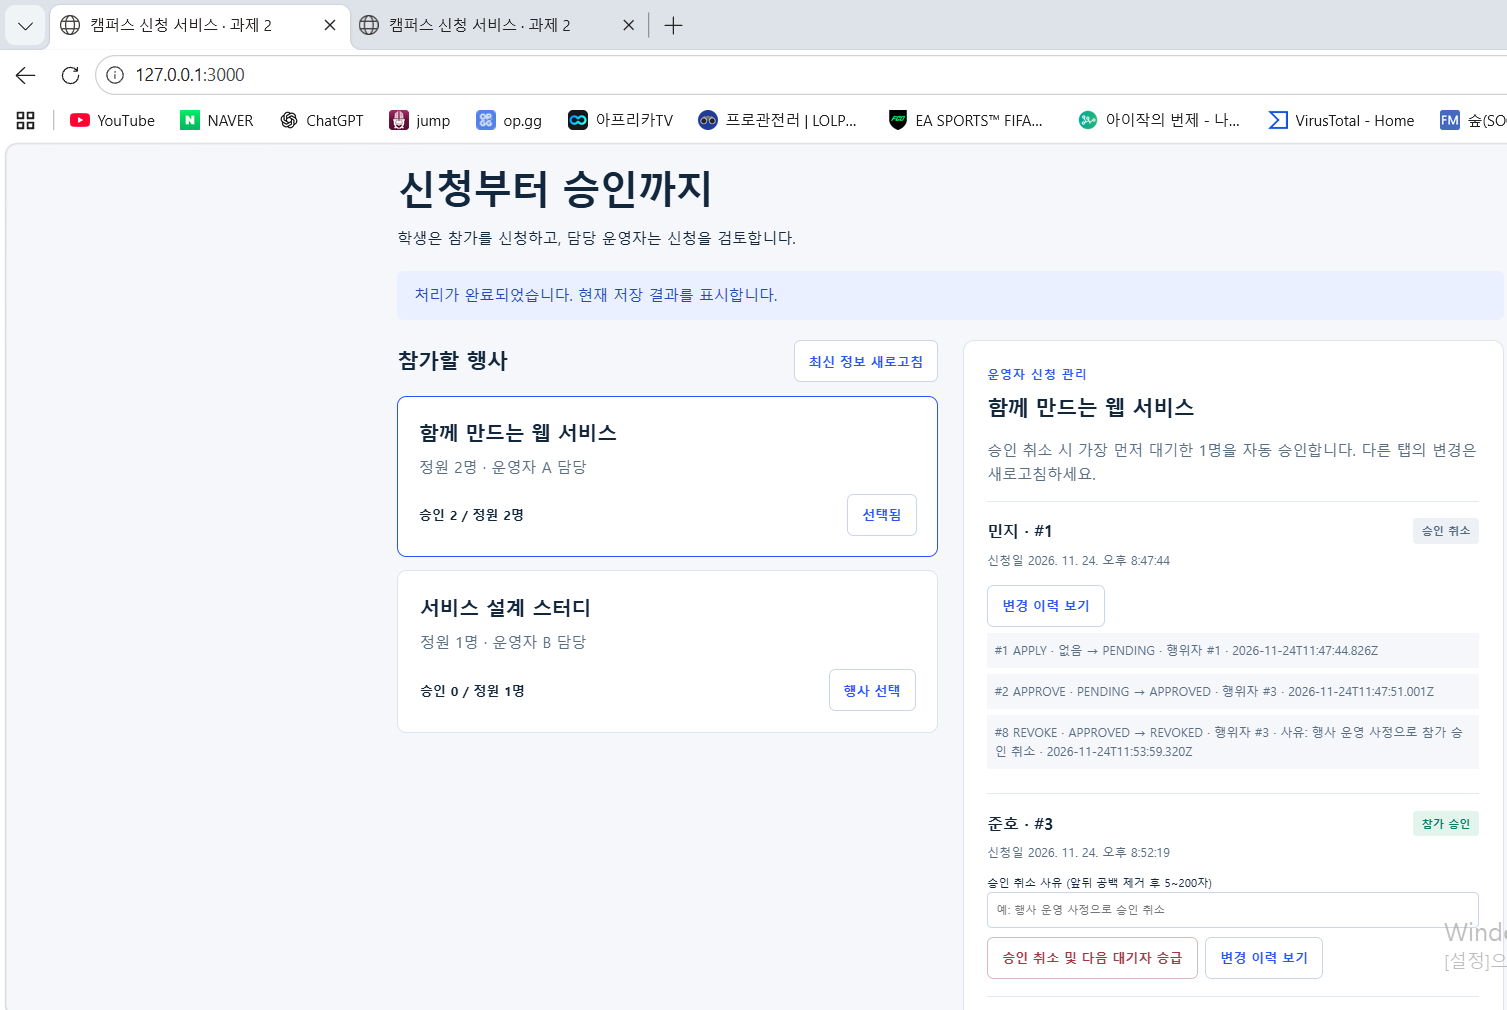 캠퍼스 신청 서비스 · 과제 2
캠퍼스 신청 서비스 · 과제 2
127.0.0.1:3000
YouTube
NAVER
ChatGPT
jump
op.gg
아프리카TV
프로관전러 | LOLP...
EA SPORTS™ FIFA...
아이작의 번제 - 나...
VirusTotal - Home
FM 숲(SO
신청부터 승인까지
학생은 참가를 신청하고, 담당 운영자는 신청을 검토합니다.
처리가 완료되었습니다. 현재 저장 결과를 표시합니다.
참가할 행사
최신 정보 새로고침
함께 만드는 웹 서비스
정원 2명 · 운영자 A 담당
승인 2 / 정원 2명
선택됨
서비스 설계 스터디
정원 1명 · 운영자 B 담당
승인 0 / 정원 1명
행사 선택
운영자 신청 관리
함께 만드는 웹 서비스
승인 취소 시 가장 먼저 대기한 1명을 자동 승인합니다. 다른 탭의 변경은
새로고침하세요.
민지 · #1
승인 취소
신청일 2026. 11. 24. 오후 8:47:44
변경 이력 보기
#1 APPLY · 없음 → PENDING · 행위자 #1 · 2026-11-24T11:47:44.826Z
#2 APPROVE · PENDING → APPROVED · 행위자 #3 · 2026-11-24T11:47:51.001Z
#8 REVOKE · APPROVED → REVOKED · 행위자 #3 · 사유: 행사 운영 사정으로 참가 승
인 취소 · 2026-11-24T11:53:59.320Z
준호 · #3
참가 승인
신청일 2026. 11. 24. 오후 8:52:19
승인 취소 사유 (앞뒤 공백 제거 후 5~200자)
예: 행사 운영 사정으로 승인 취소
승인 취소 및 다음 대기자 승급
변경 이력 보기
Wind
[설정]으